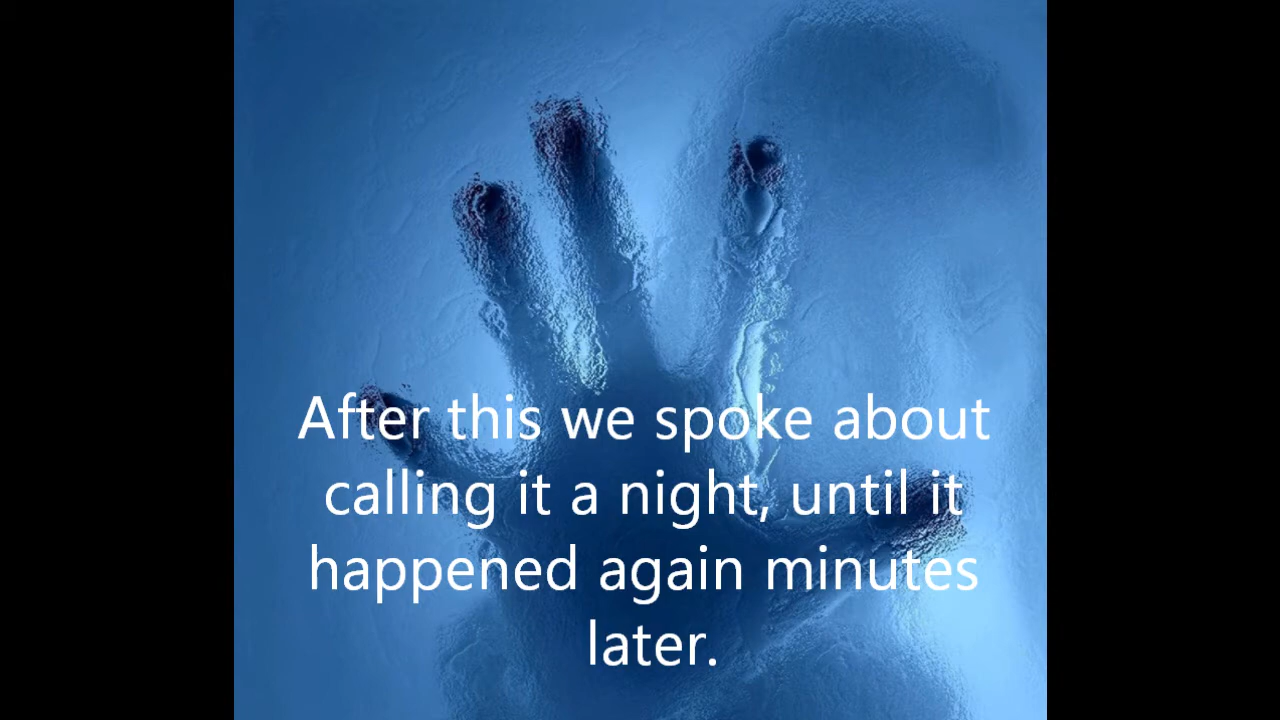 After this we spoke about
calling it a night, until it
happened again minutes
later.